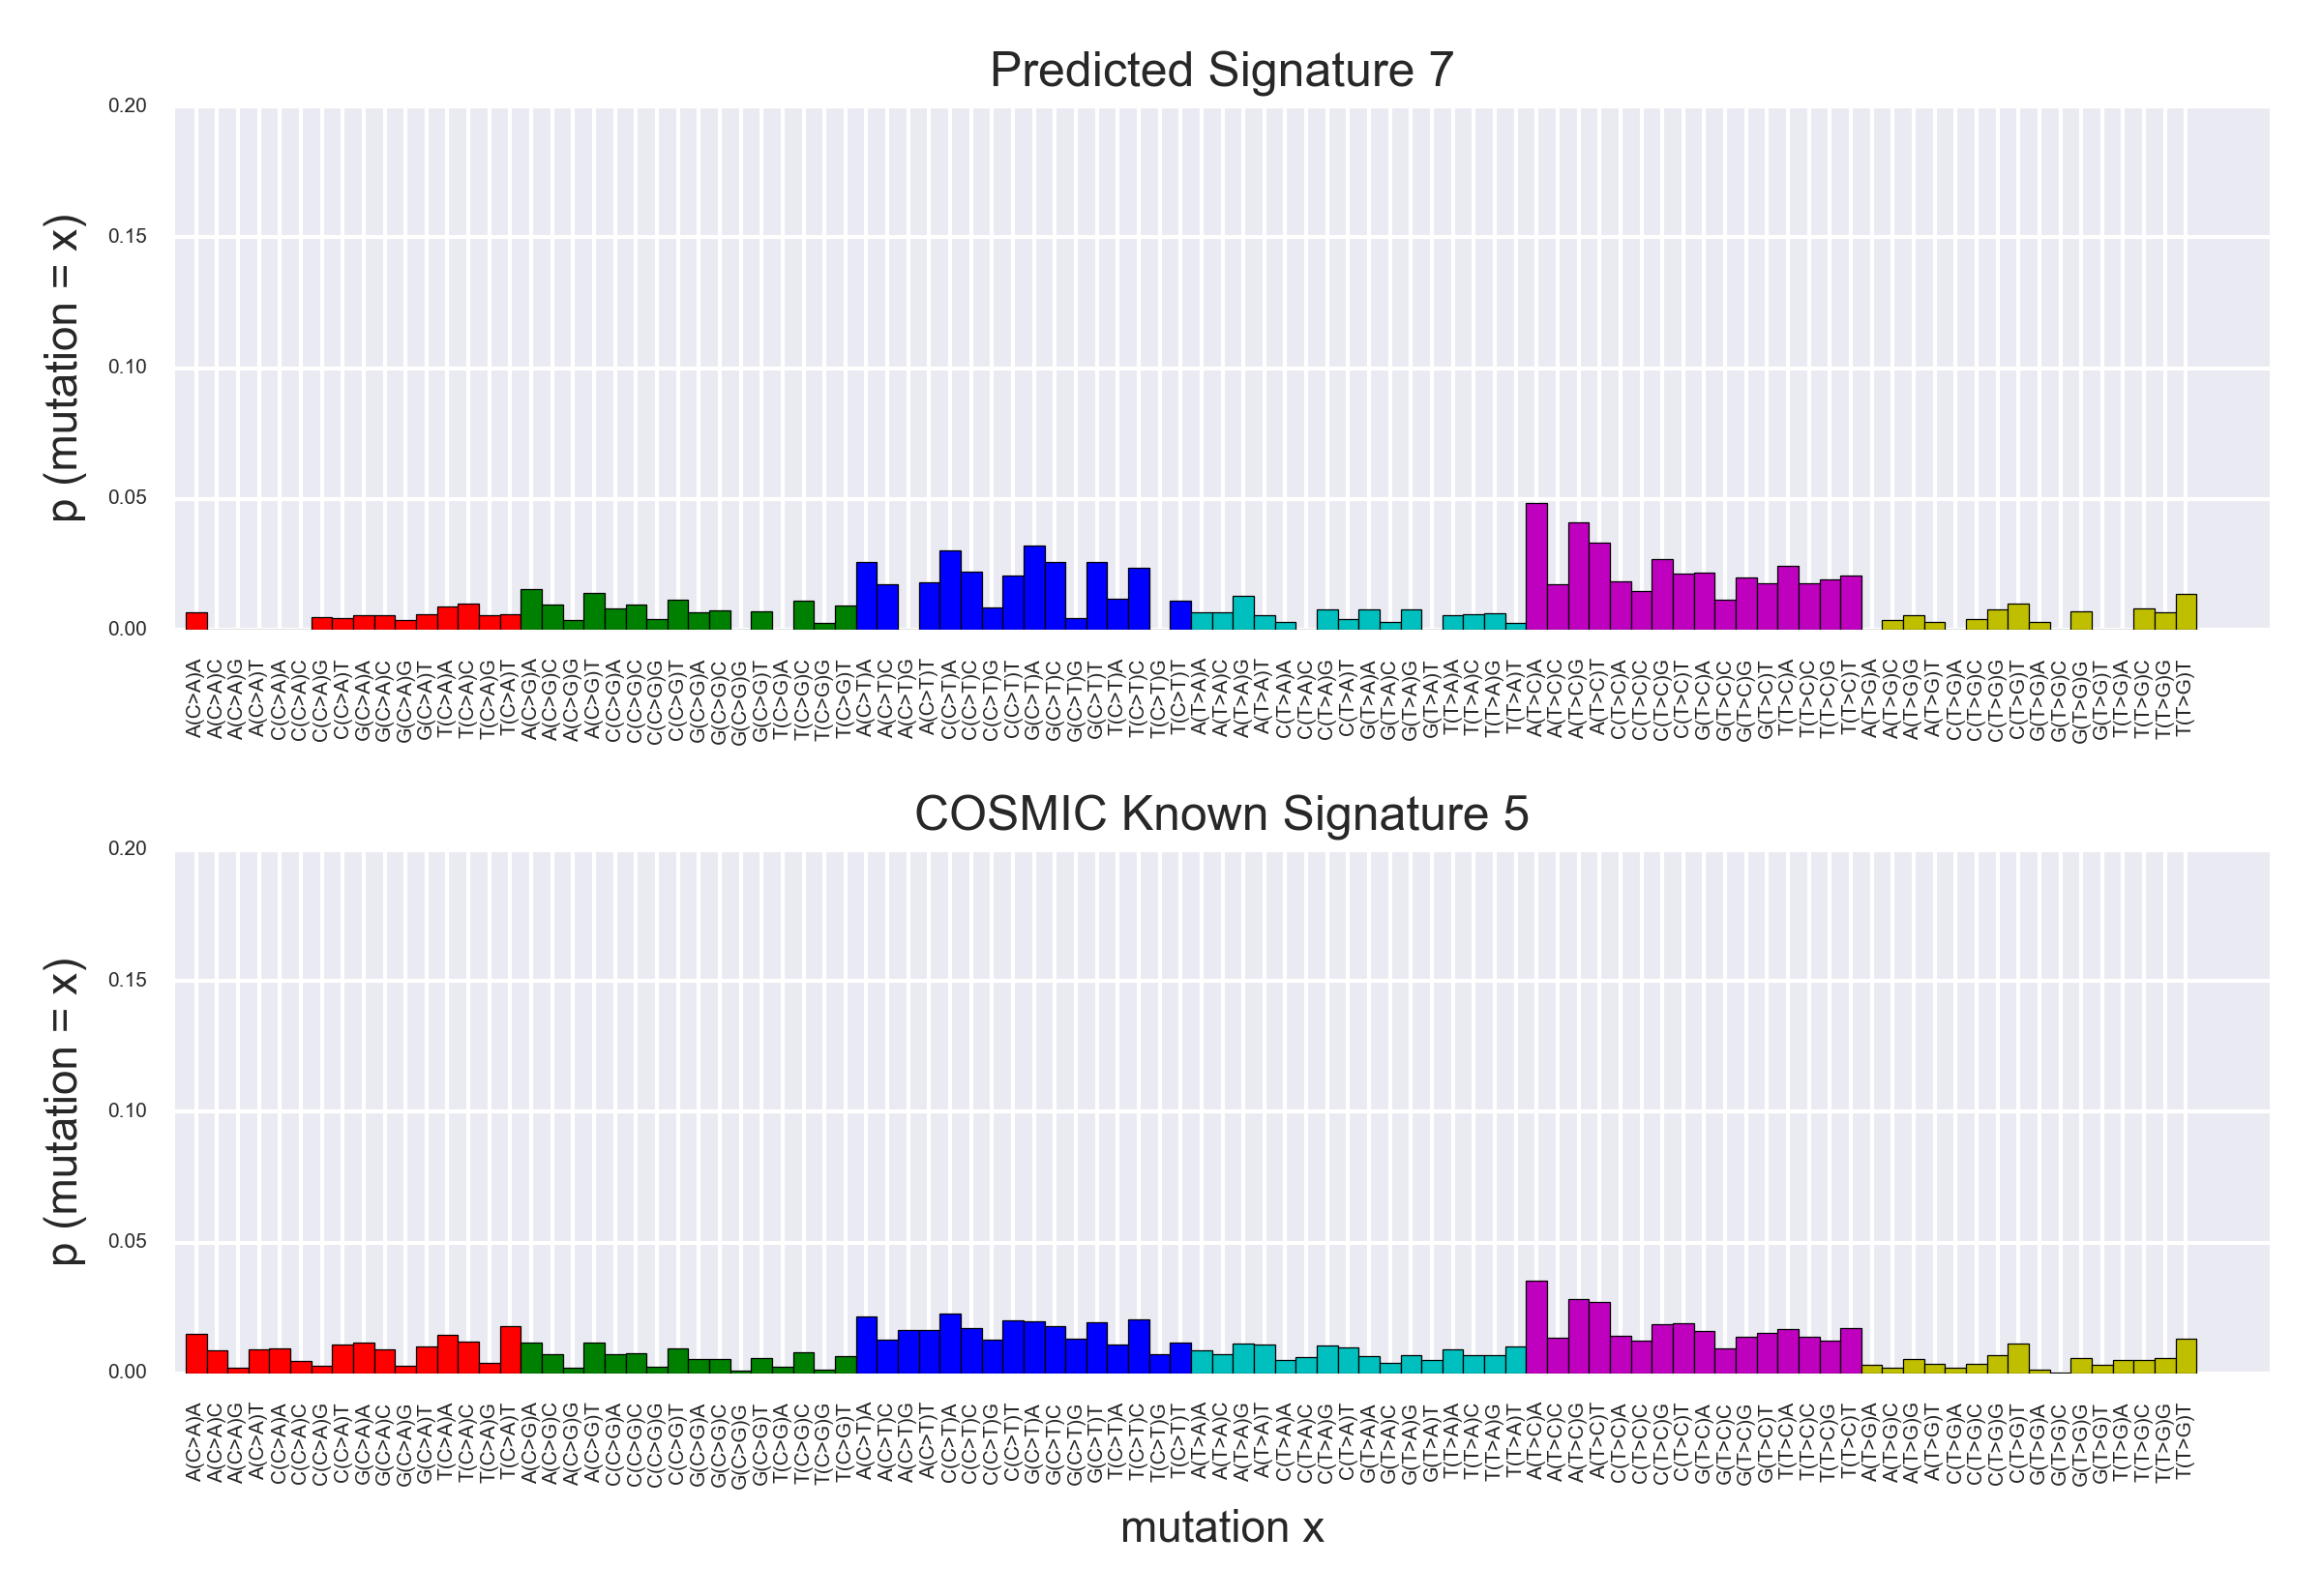 Predicted Signature 7
p (mutation = x)
0.20
0.15
0.10
0.05
0.00
A(C>A)A
A(C>A)C
A(C>A)G
A(C>A)T
C(C>A)A
C(C>A)C
C(C>A)G
C(C>A)T
G(C>A)A
G(C>A)C
G(C>A)G
G(C>A)T
T(C>A)A
T(C>A)C
T(C>A)G
T(C>A)T
A(C>G)A
A(C>G)C
A(C>G)G
A(C>G)T
C(C>G)A
C(C>G)C
C(C>G)G
C(C>G)T
G(C>G)A
G(C>G)C
G(C>G)G
G(C>G)T
T(C>G)A
T(C>G)C
T(C>G)G
T(C>G)T
A(C>T)A
A(C>T)C
A(C>T)G
A(C>T)T
C(C>T)A
C(C>T)C
C(C>T)G
C(C>T)T
G(C>T)A
G(C>T)C
G(C>T)G
G(C>T)T
T(C>T)A
T(C>T)C
T(C>T)G
T(C>T)T
A(T>A)A
A(T>A)C
A(T>A)G
A(T>A)T
C(T>A)A
C(T>A)C
C(T>A)G
C(T>A)T
G(T>A)A
G(T>A)C
G(T>A)G
G(T>A)T
T(T>A)A
T(T>A)C
T(T>A)G
T(T>A)T
A(T>C)A
A(T>C)C
A(T>C)G
A(T>C)T
C(T>C)A
C(T>C)C
C(T>C)G
C(T>C)T
G(T>C)A
G(T>C)C
G(T>C)G
G(T>C)T
T(T>C)A
T(T>C)C
T(T>C)G
T(T>C)T
A(T>G)A
A(T>G)C
A(T>G)G
A(T>G)T
C(T>G)A
C(T>G)C
C(T>G)G
C(T>G)T
G(T>G)A
G(T>G)C
G(T>G)G
G(T>G)T
T(T>G)A
T(T>G)C
T(T>G)G
T(T>G)T
COSMIC Known Signature 5
p (mutation = x)
0.20
0.15
0.10
0.05
0.00
A(C>A)A
A(C>A)C
A(C>A)G
A(C>A)T
C(C>A)A
C(C>A)C
C(C>A)G
C(C>A)T
G(C>A)A
G(C>A)C
G(C>A)G
G(C>A)T
T(C>A)A
T(C>A)C
T(C>A)G
T(C>A)T
A(C>G)A
A(C>G)C
A(C>G)G
A(C>G)T
C(C>G)A
C(C>G)C
C(C>G)G
C(C>G)T
G(C>G)A
G(C>G)C
G(C>G)G
G(C>G)T
T(C>G)A
T(C>G)C
T(C>G)G
T(C>G)T
A(C>T)A
A(C>T)C
A(C>T)G
A(C>T)T
C(C>T)A
C(C>T)C
C(C>T)G
C(C>T)T
G(C>T)A
G(C>T)C
G(C>T)G
G(C>T)T
T(C>T)A
T(C>T)C
T(C>T)G
T(C>T)T
A(T>A)A
A(T>A)C
A(T>A)G
A(T>A)T
C(T>A)A
C(T>A)C
C(T>A)G
C(T>A)T
G(T>A)A
G(T>A)C
G(T>A)G
G(T>A)T
T(T>A)A
T(T>A)C
T(T>A)G
T(T>A)T
A(T>C)A
A(T>C)C
A(T>C)G
A(T>C)T
C(T>C)A
C(T>C)C
C(T>C)G
C(T>C)T
G(T>C)A
G(T>C)C
G(T>C)G
G(T>C)T
T(T>C)A
T(T>C)C
T(T>C)G
T(T>C)T
A(T>G)A
A(T>G)C
A(T>G)G
A(T>G)T
C(T>G)A
C(T>G)C
C(T>G)G
C(T>G)T
G(T>G)A
G(T>G)C
G(T>G)G
G(T>G)T
T(T>G)A
T(T>G)C
T(T>G)G
T(T>G)T
mutation x